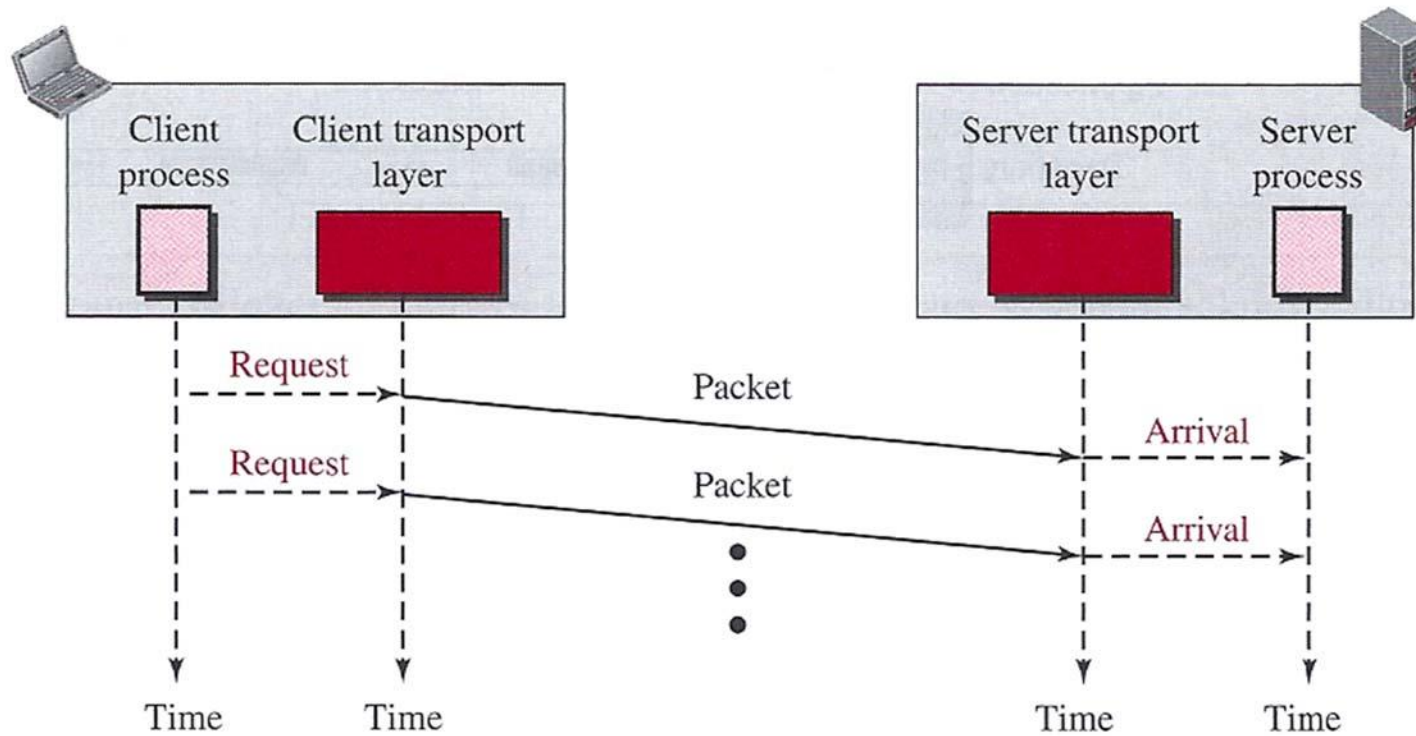 Client
process
Client transport
layer
Server transport
layer
Server
process
Request
Packet
Arrival
Request
Packet
Arrival
Time
Time
Time
Time